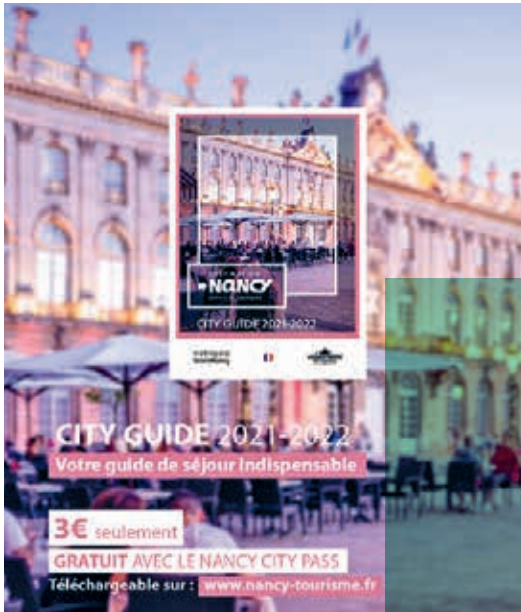 NANCY
CITY GUIDE 2021-2022
CITY GUIDE 2021-2022
Votre guide de séjour indispensable
3€ seulement
GRATUIT AVEC LE NANCY CITY PASS
Téléchargeable sur : www.nancy-tourisme.fr